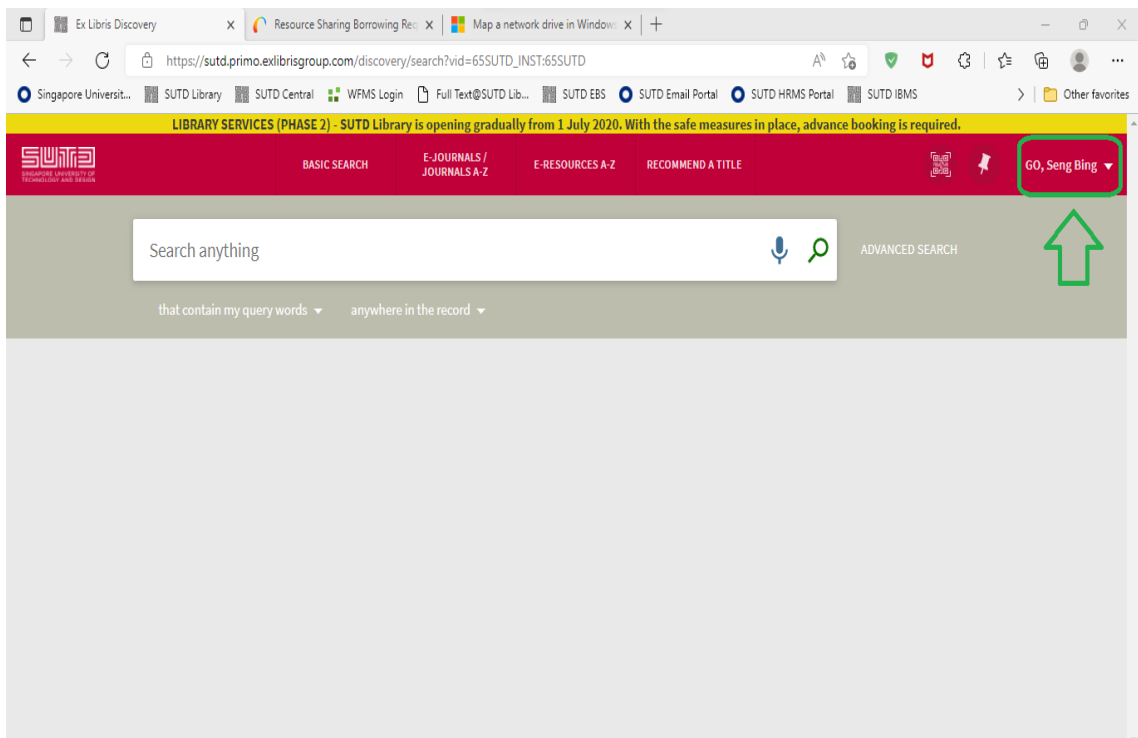 Ex Libris Discovery
Resource Sharing Borrowing Req
Map a network drive in Windows
https://sutd.primo.exlibrisgroup.com/discovery/search?vid=65SUTD_INST:65SUTD
Singapore Universit... SUTD Library SUTD Central WFMS Login Full Text@SUTD Lib... SUTD EBS SUTD Email Portal SUTD HRMS Portal SUTD IBMS Other favorites
LIBRARY SERVICES (PHASE 2) - SUTD Library is opening gradually from 1 July 2020. With the safe measures in place, advance booking is required.
SUTD
SINGAPORE UNIVERSITY OF
TECHNOLOGY AND DESIGN
BASIC SEARCH
E-JOURNALS /
JOURNALS A-Z
E-RESOURCES A-Z
RECOMMEND A TITLE
GO, Seng Bing
Search anything
ADVANCED SEARCH
that contain my query words
anywhere in the record